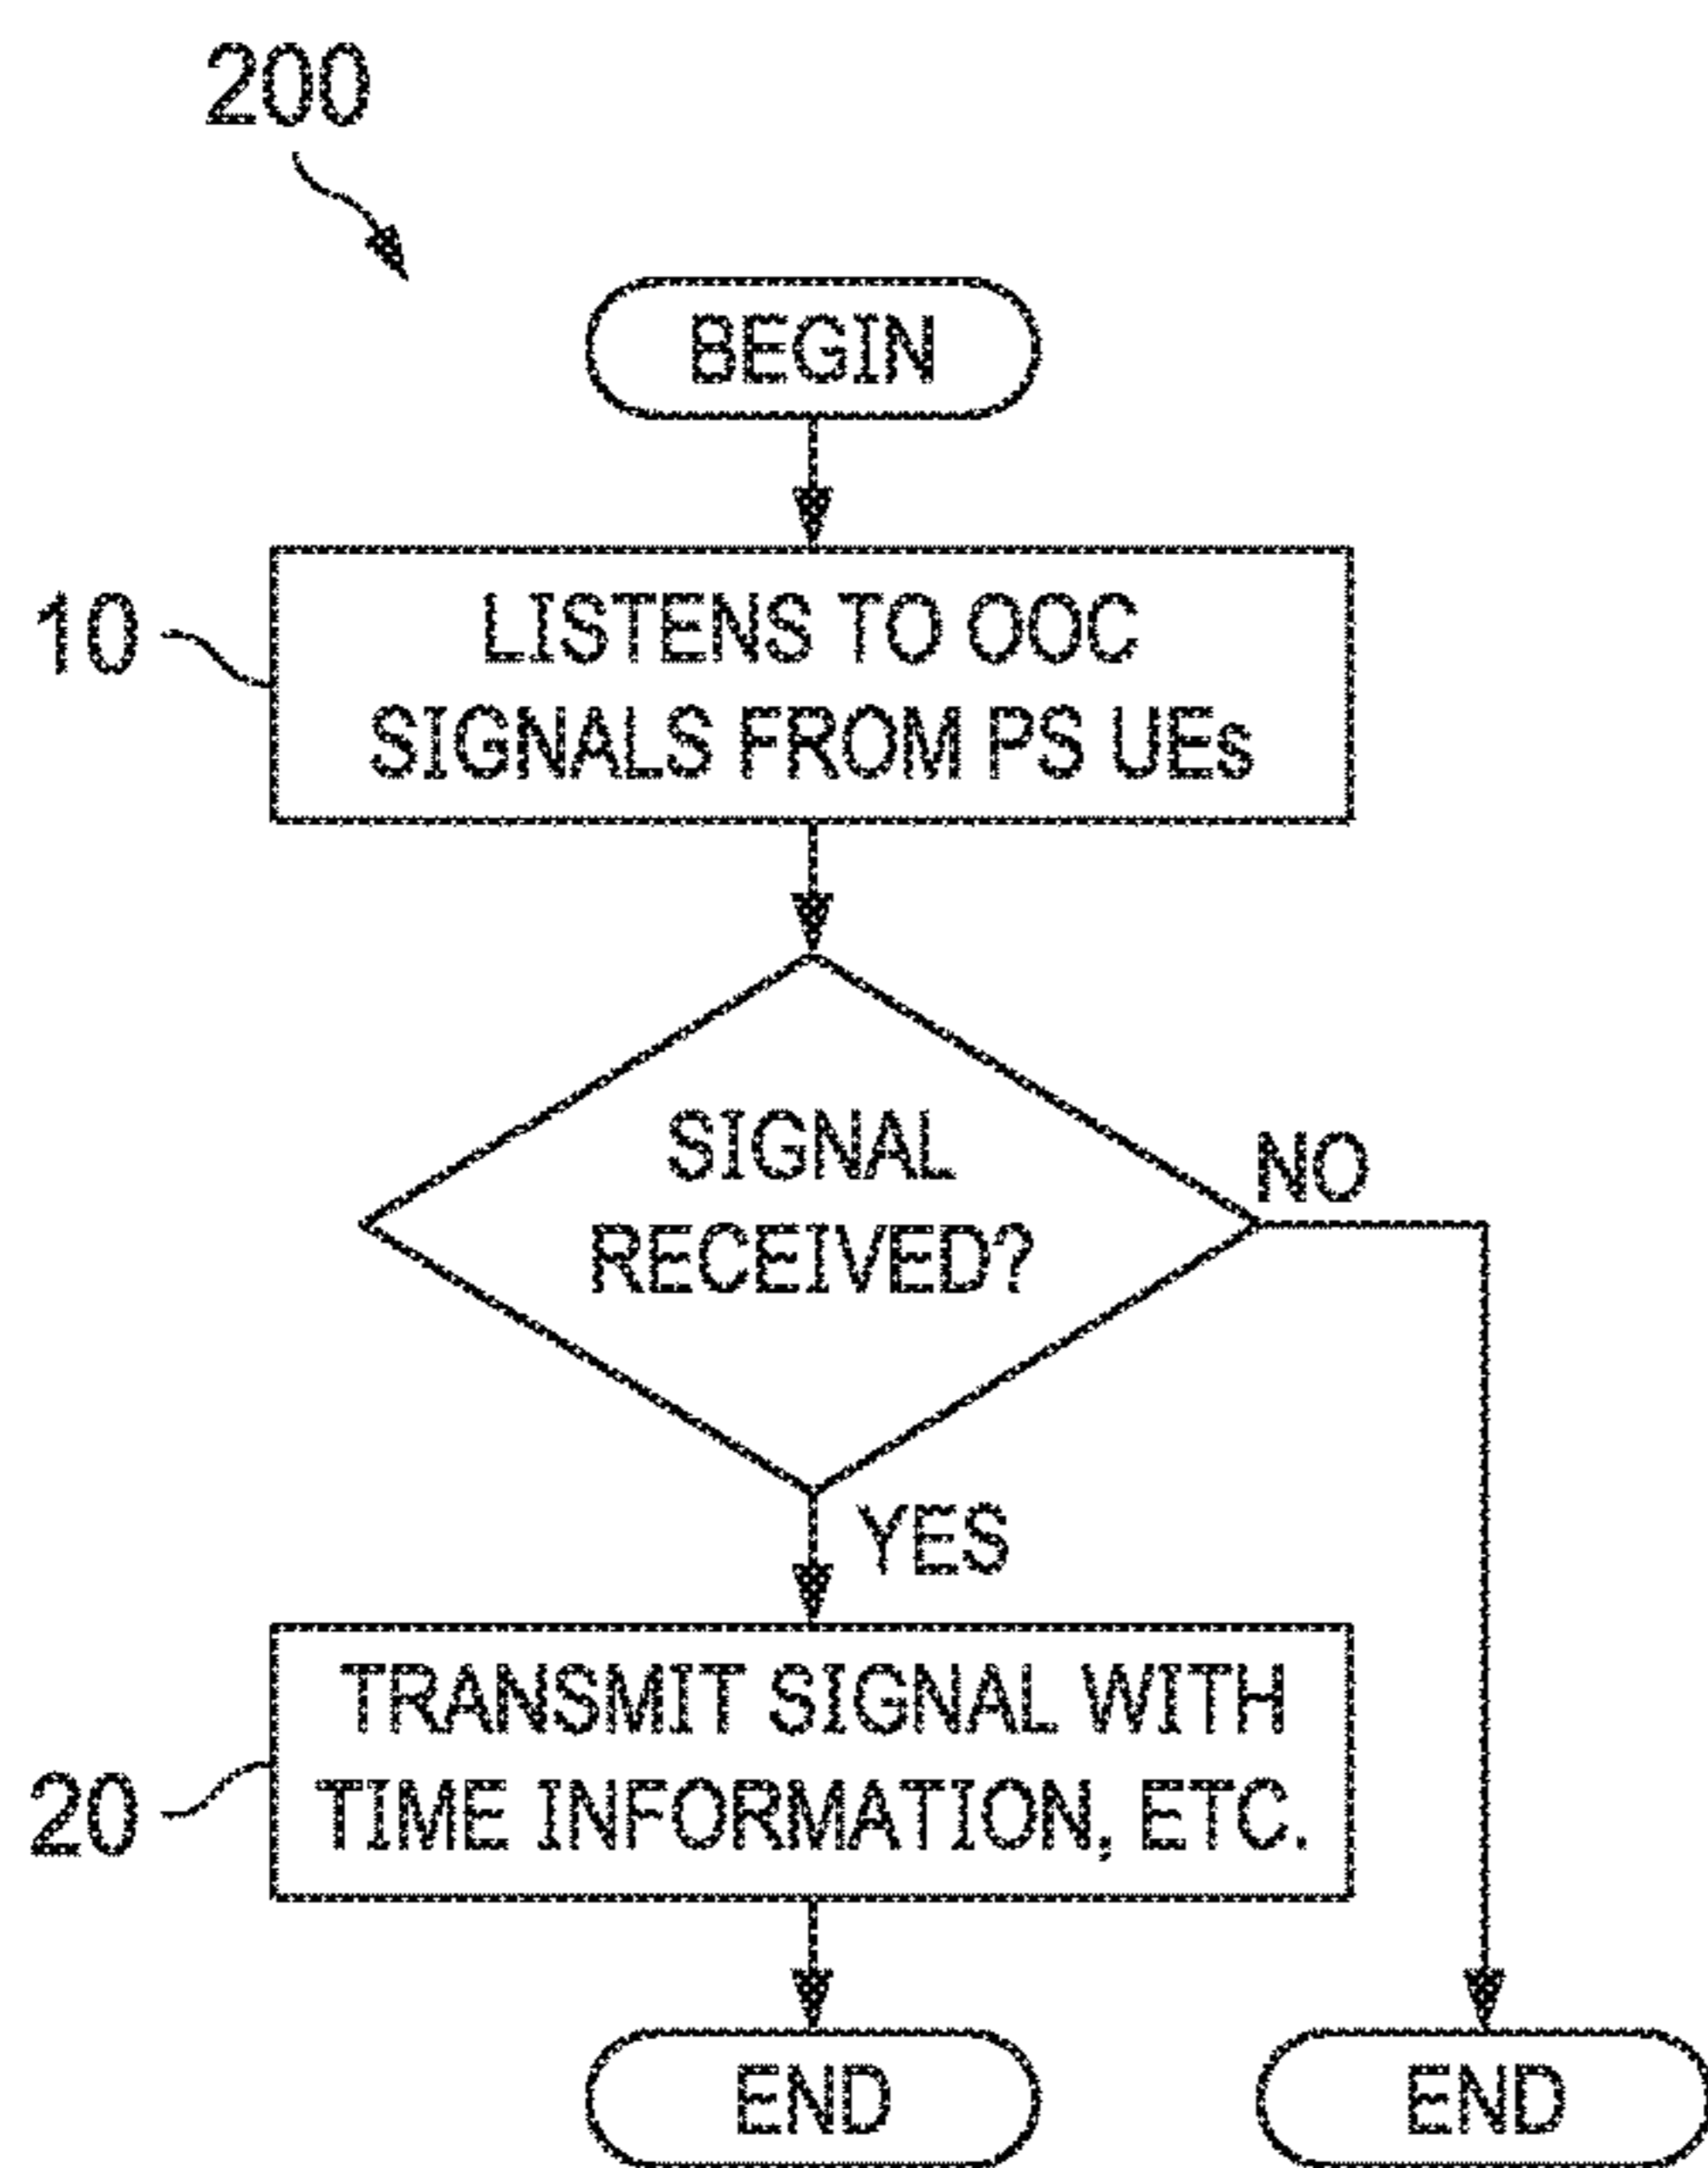 200
BEGIN
10
LISTENS TO OOC
SIGNALS FROM PS UEs
SIGNAL
RECEIVED?
NO
YES
20
TRANSMIT SIGNAL WITH
TIME INFORMATION, ETC.
END
END